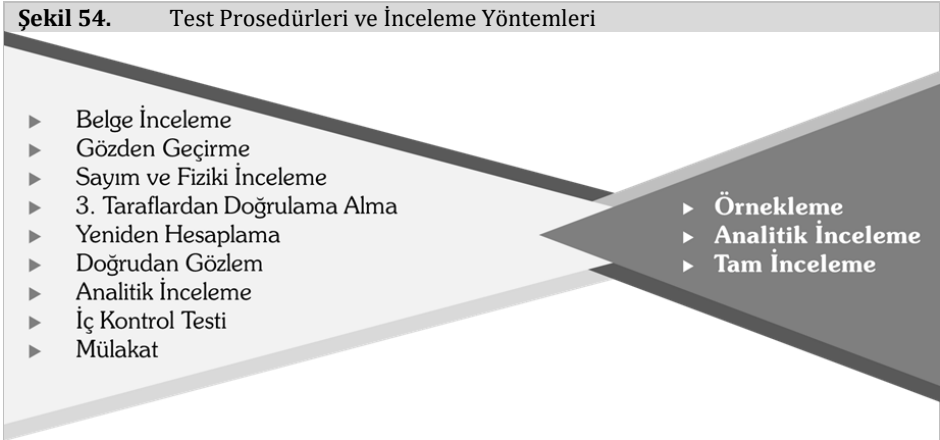 Şekil 54. Test Prosedürleri ve İnceleme Yöntemleri
Belge İnceleme
Gözden Geçirme
Sayım ve Fiziki İnceleme
3. Taraflardan Doğrulama Alma
Yeniden Hesaplama
Doğrudan Gözlem
Analitik İnceleme
İç Kontrol Testi
Mülakat
Örnekleme
Analitik İnceleme
Tam İnceleme